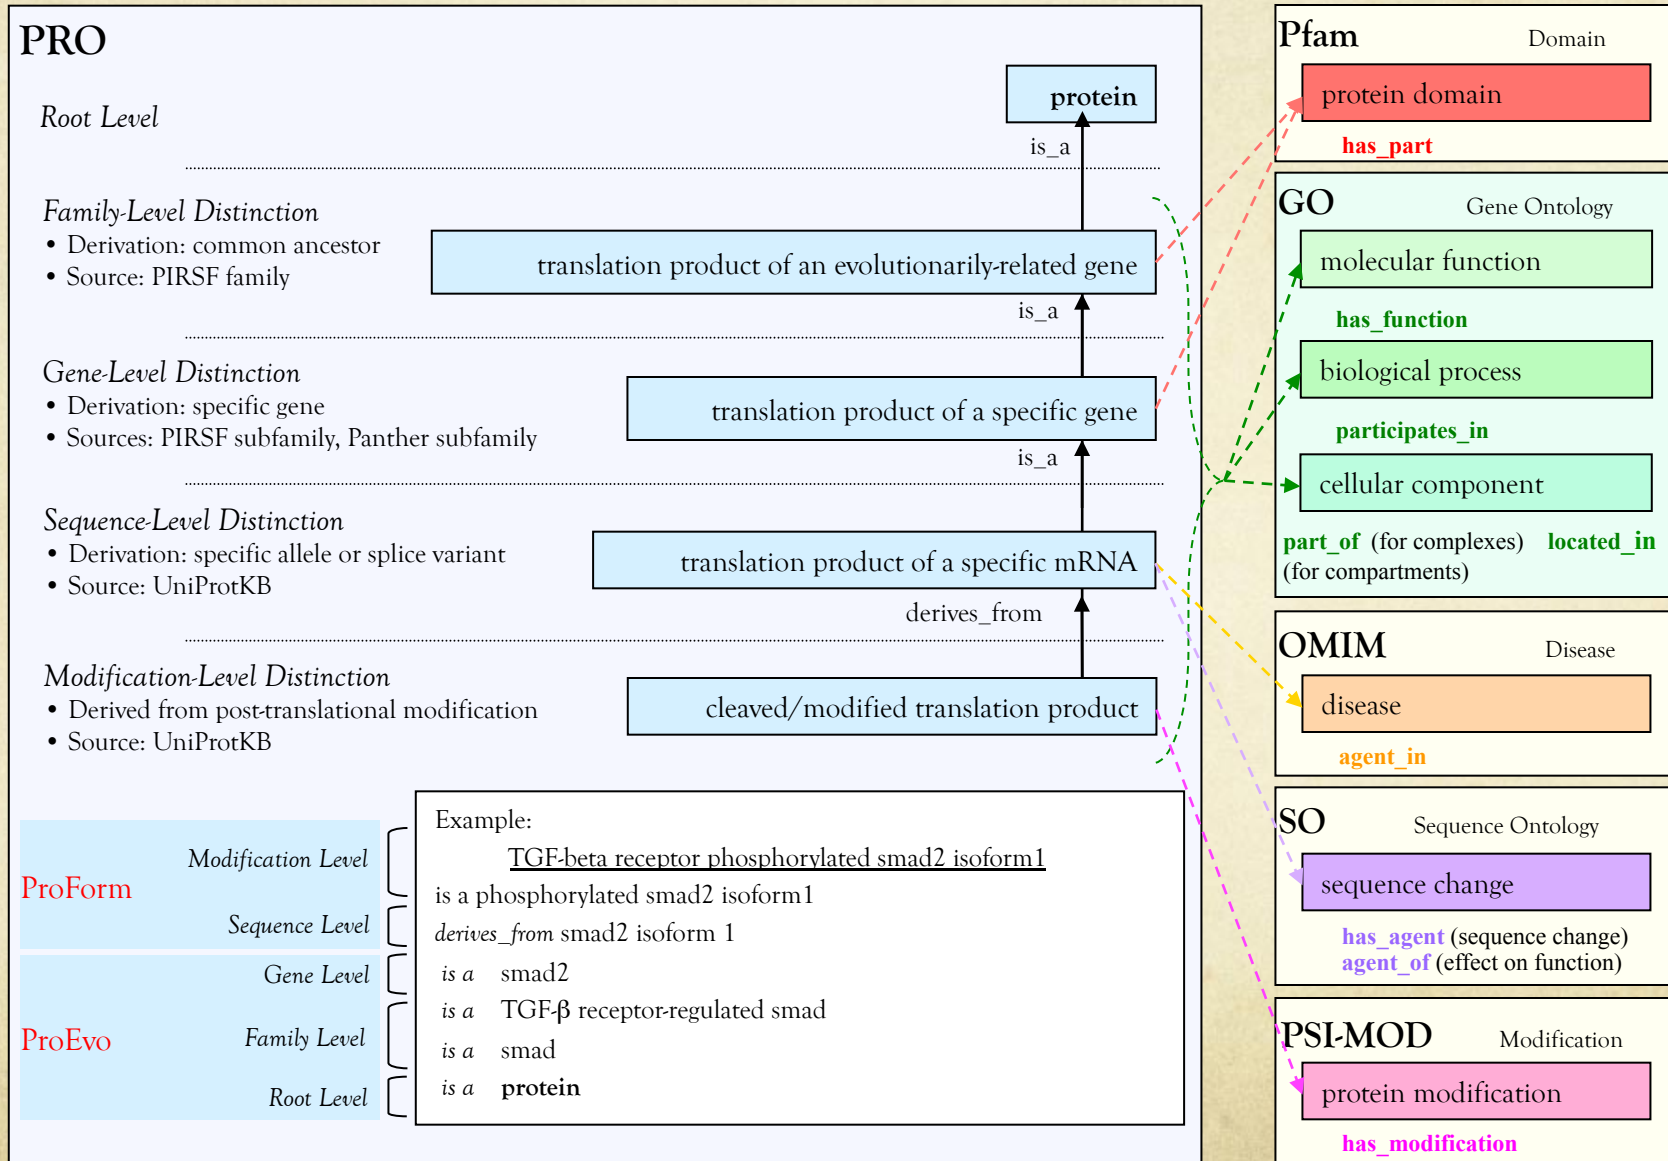 PRO
protein
Root Level
is_a
Family-Level Distinction
• Derivation: common ancestor
• Source: PIRSF family
translation product of an evolutionarily-related gene
is_a
Gene-Level Distinction
• Derivation: specific gene
• Sources: PIRSF subfamily, Panther subfamily
translation product of a specific gene
is_a
Sequence-Level Distinction
• Derivation: specific allele or splice variant
• Source: UniProtKB
translation product of a specific mRNA
derives_from
Modification-Level Distinction
• Derived from post-translational modification
• Source: UniProtKB
cleaved/modified translation product
ProForm
Modification Level
Sequence Level
ProEvo
Gene Level
Family Level
Root Level
Example:
TGF-beta receptor phosphorylated smad2 isoform1
is a phosphorylated smad2 isoform1
derives_from smad2 isoform 1
is a smad2
is a TGF-β receptor-regulated smad
is a smad
is a protein
Pfam Domain
protein domain
has_part
GO Gene Ontology
molecular function
has_function
biological process
participates_in
cellular component
part_of (for complexes) located_in
(for compartments)
OMIM Disease
disease
agent_in
SO Sequence Ontology
sequence change
has_agent (sequence change)
agent_of (effect on function)
PSI-MOD Modification
protein modification
has_modification